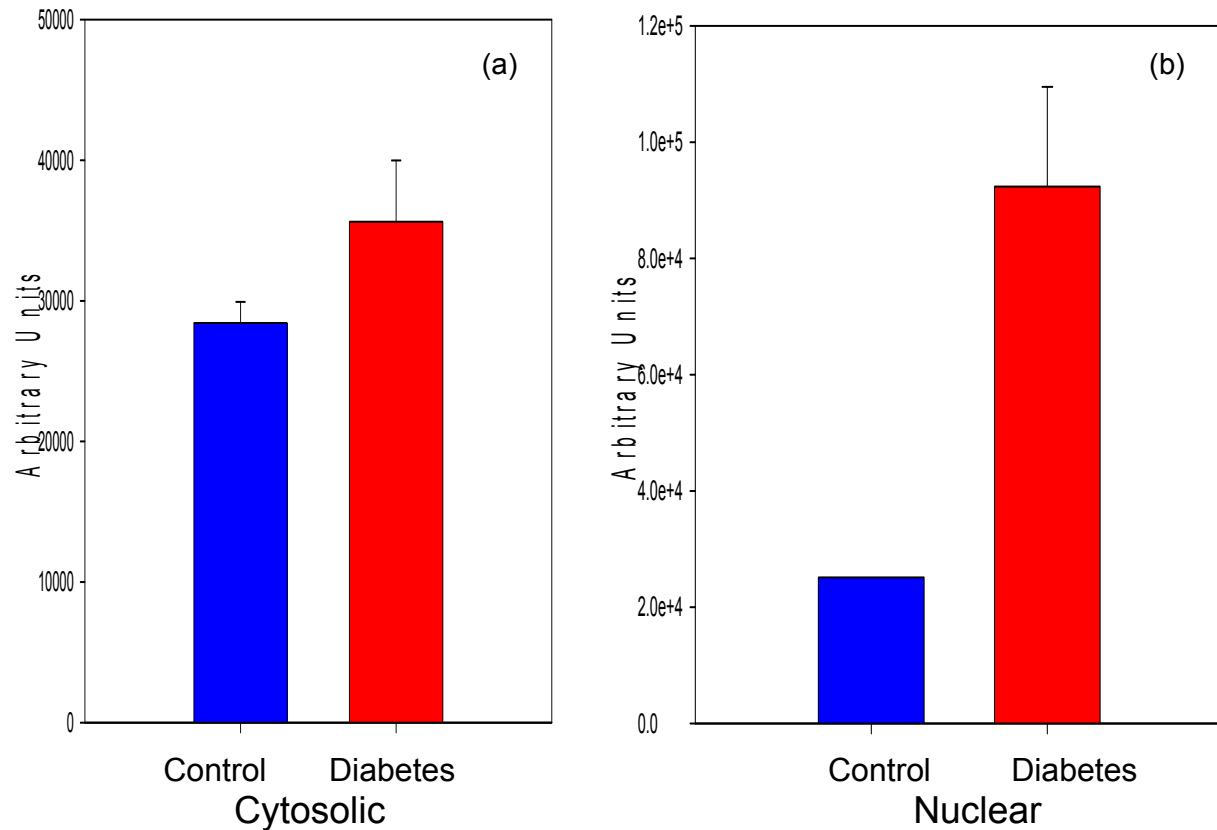 (a)
50000
40000
30000
20000
10000
0
Arbitrary Units
Control Diabetes
Cytosolic
(b)
1.2e+5
1.0e+5
8.0e+4
6.0e+4
4.0e+4
2.0e+4
0.0
Arbitrary Units
Control Diabetes
Nuclear